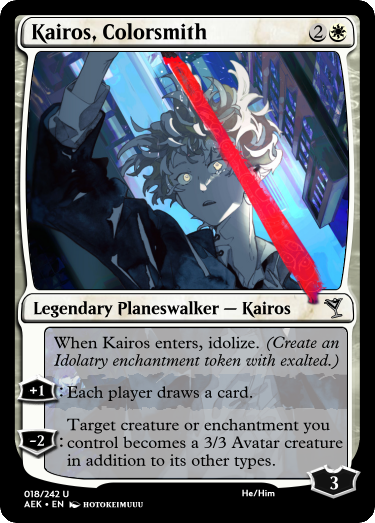 Kairos, Colorsmith 2
Legendary Planeswalker — Kairos
When Kairos enters, idolize. (Create an
Idolatry enchantment token with exalted.)
+1 : Each player draws a card.
-2 : Target creature or enchantment you
control becomes a 3/3 Avatar creature
in addition to its other types.
3
018/242 U He/Him
AEK • EN HOTOKEIMUUU